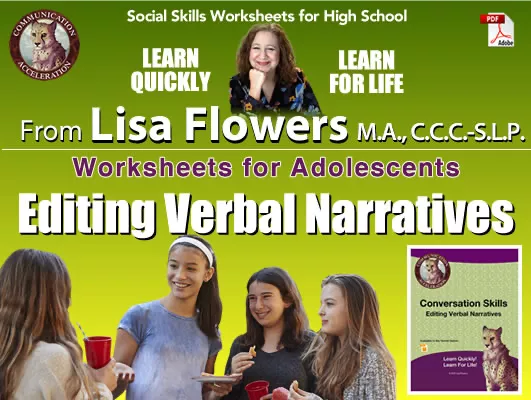 Social Skills Worksheets for High School
PDF
Adobe
COMMUNICATION
ACCELERATION
LEARN
QUICKLY
LEARN
FOR LIFE
From Lisa Flowers M.A., C.C.C.-S.L.P.
Worksheets for Adolescents
Editing Verbal Narratives
Conversation Skills
Editing Verbal Narratives
Learn Quickly!
Learn For Life!